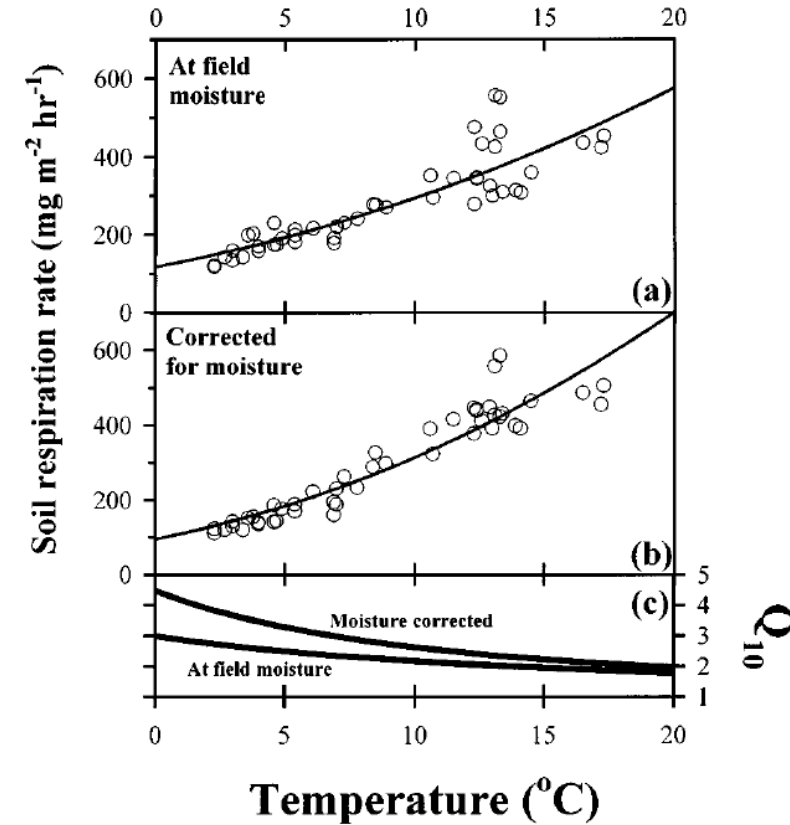 0 5 10 15 20
At field
moisture
600
400
200
0
(a)
Corrected
for moisture
600
400
200
0
(b)
Soil respiration rate (mg m⁻² hr⁻¹)
(c)
Moisture corrected
At field moisture
5
4
3
2
1
Q₁₀
0 5 10 15 20
Temperature (°C)